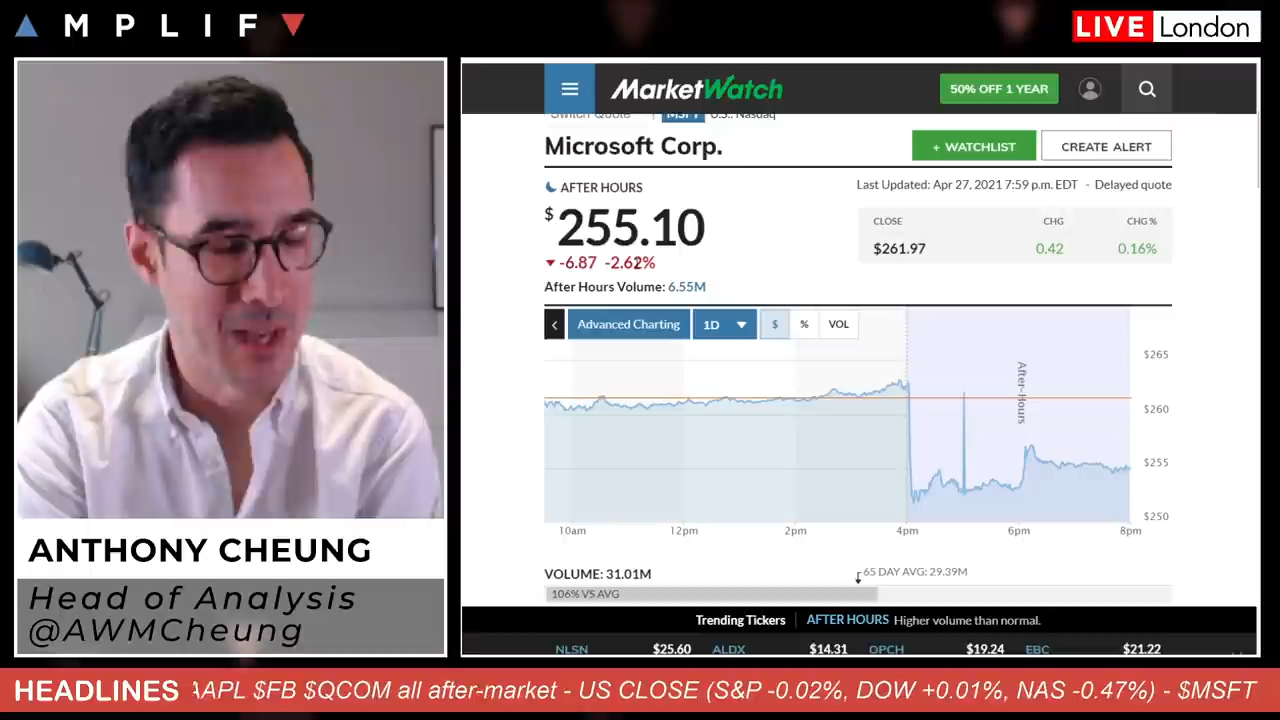 ▲ M P L I F ▼
LIVE London
MarketWatch
50% OFF 1 YEAR
Switch Quote | MSFT U.S.: Nasdaq
Microsoft Corp.
+ WATCHLIST
CREATE ALERT
AFTER HOURS
Last Updated: Apr 27, 2021 7:59 p.m. EDT - Delayed quote
$255.10
-6.87 -2.62%
After Hours Volume: 6.55M
CLOSE CHG CHG %
$261.97 0.42 0.16%
Advanced Charting 1D $ % VOL
$265
$260
$255
$250
After-Hours
10am 12pm 2pm 4pm 6pm 8pm
VOLUME: 31.01M
65 DAY AVG: 29.39M
106% VS AVG
Trending Tickers | AFTER HOURS Higher volume than normal.
NLSN $25.60 ALDX $14.31 OPCH $19.24 EBC $21.22
ANTHONY CHEUNG
Head of Analysis
@AWMCheung
HEADLINES AAPL $FB $QCOM all after-market - US CLOSE (S&P -0.02%, DOW +0.01%, NAS -0.47%) - $MSFT